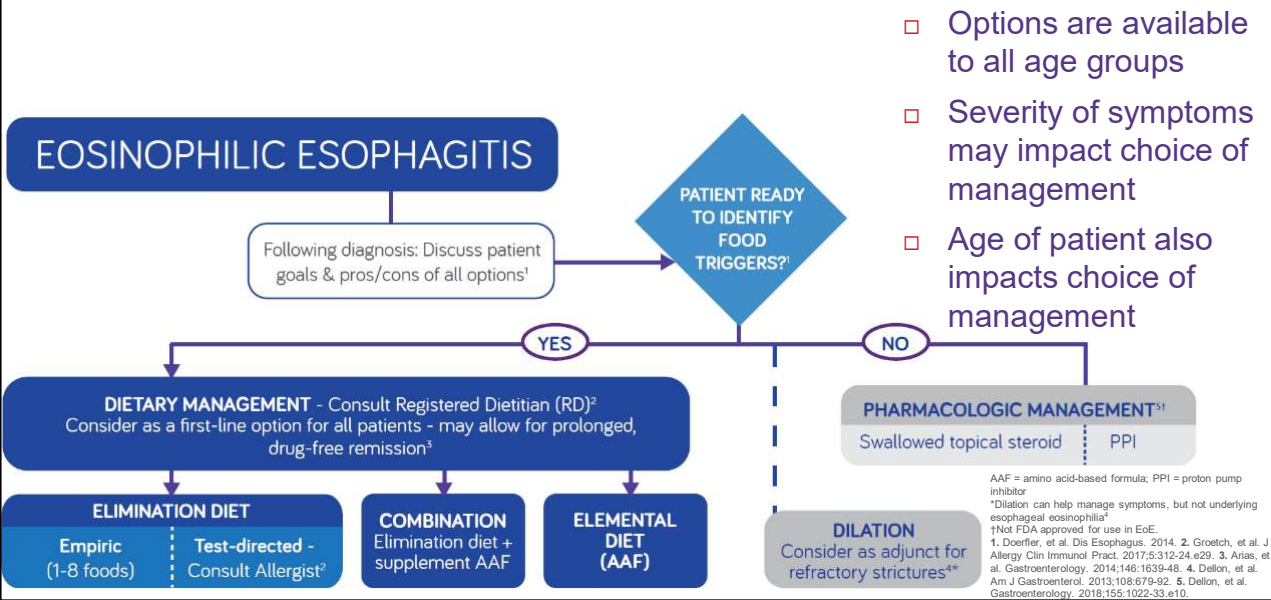 EOSINOPHILIC ESOPHAGITIS
Following diagnosis: Discuss patient
goals & pros/cons of all options¹
PATIENT READY
TO IDENTIFY
FOOD
TRIGGERS?¹
□ Options are available
to all age groups
□ Severity of symptoms
may impact choice of
management
□ Age of patient also
impacts choice of
management
YES
NO
DIETARY MANAGEMENT - Consult Registered Dietitian (RD)²
Consider as a first-line option for all patients - may allow for prolonged,
drug-free remission³
ELIMINATION DIET
Empiric
(1-8 foods)
Test-directed -
Consult Allergist²
COMBINATION
Elimination diet +
supplement AAF
ELEMENTAL
DIET
(AAF)
DILATION
Consider as adjunct for
refractory strictures⁴*
PHARMACOLOGIC MANAGEMENT⁵†
Swallowed topical steroid
PPI
AAF = amino acid-based formula; PPI = proton pump
inhibitor
*Dilation can help manage symptoms, but not underlying
esophageal eosinophilia⁴
†Not FDA approved for use in EoE.
1. Doerfler, et al. Dis Esophagus. 2014. 2. Groetch, et al. J
Allergy Clin Immunol Pract. 2017;5:312-24.e29. 3. Arias, et
al. Gastroenterology. 2014;146:1639-48. 4. Dellon, et al.
Am J Gastroenterol. 2013;108:679-92. 5. Dellon, et al.
Gastroenterology. 2018;155:1022-33.e10.